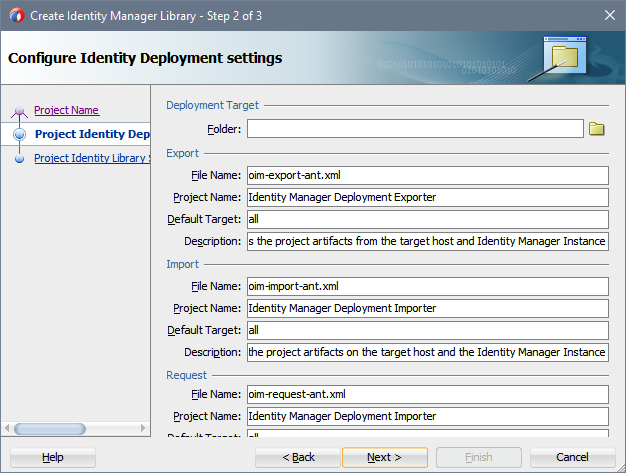 Create Identity Manager Library - Step 2 of 3
Configure Identity Deployment settings
Project Name
Project Identity Dep
Project Identity Library
Deployment Target
Folder:
Export
File Name: oim-export-ant.xml
Project Name: Identity Manager Deployment Exporter
Default Target: all
Description: s the project artifacts from the target host and Identity Manager Instance
Import
File Name: oim-import-ant.xml
Project Name: Identity Manager Deployment Importer
Default Target: all
Description: the project artifacts on the target host and the Identity Manager Instance
Request
File Name: oim-request-ant.xml
Project Name: Identity Manager Deployment Importer
Default Target: all
Help
< Back
Next >
Finish
Cancel